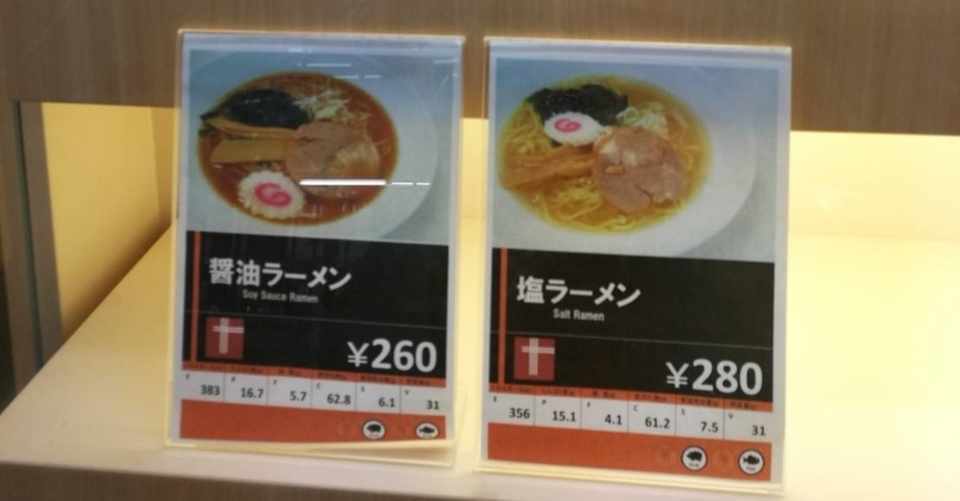 醤油ラーメン
Soy Sauce Ramen
¥260
E 383 P 16.7 F 5.7 C 62.8 S 6.1 V 31
塩ラーメン
Salt Ramen
¥280
E 356 P 15.1 F 4.1 C 61.2 S 7.5 V 31